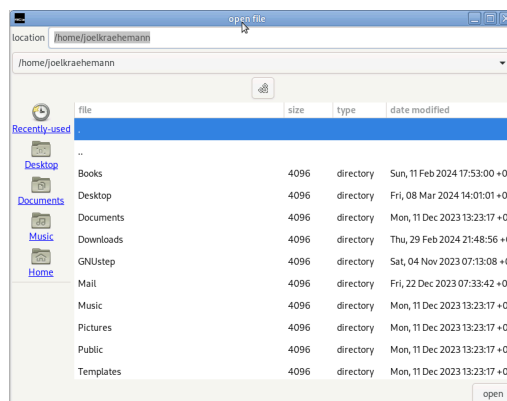 open file
location /home/joelkraehemann
/home/joelkraehemann
file size type date modified
Recently-used .
..
Desktop
Books 4096 directory Sun, 11 Feb 2024 17:53:00 +0
Desktop 4096 directory Fri, 08 Mar 2024 14:01:01 +0
Documents
Documents 4096 directory Mon, 11 Dec 2023 13:23:17 +0
Music
Downloads 4096 directory Thu, 29 Feb 2024 21:48:56 +
Home
GNUstep 4096 directory Sat, 04 Nov 2023 07:13:08 +
Mail 4096 directory Fri, 22 Dec 2023 07:33:42 +0
Music 4096 directory Mon, 11 Dec 2023 13:23:17 +0
Pictures 4096 directory Mon, 11 Dec 2023 13:23:17 +0
Public 4096 directory Mon, 11 Dec 2023 13:23:17 +0
Templates 4096 directory Mon, 11 Dec 2023 13:23:17 +0
open